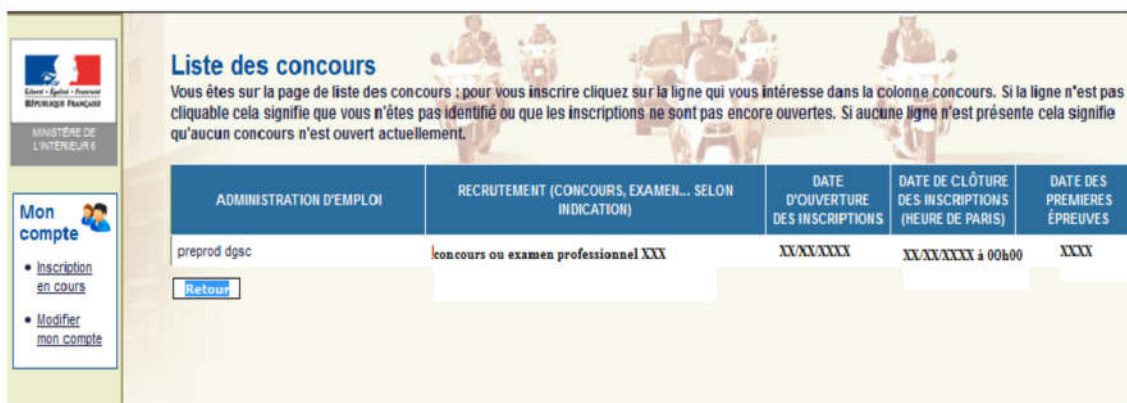 Liberté • Égalité • Fraternité
RÉPUBLIQUE FRANÇAISE
MINISTÈRE DE
L'INTÉRIEUR 6
Mon
compte
• Inscription
en cours
• Modifier
mon compte
Liste des concours
Vous êtes sur la page de liste des concours : pour vous inscrire cliquez sur la ligne qui vous intéresse dans la colonne concours. Si la ligne n'est pas
cliquable cela signifie que vous n'êtes pas identifié ou que les inscriptions ne sont pas encore ouvertes. Si aucune ligne n'est présente cela signifie
qu'aucun concours n'est ouvert actuellement.
ADMINISTRATION D'EMPLOI
RECRUTEMENT (CONCOURS, EXAMEN... SELON
INDICATION)
DATE
D'OUVERTURE
DES INSCRIPTIONS
DATE DE CLÔTURE
DES INSCRIPTIONS
(HEURE DE PARIS)
DATE DES
PREMIERES
ÉPREUVES
preprod dgsc
concours ou examen professionnel XXX
XX/XX/XXXX
XX/XX/XXXX à 00h00
XXXX
Retour